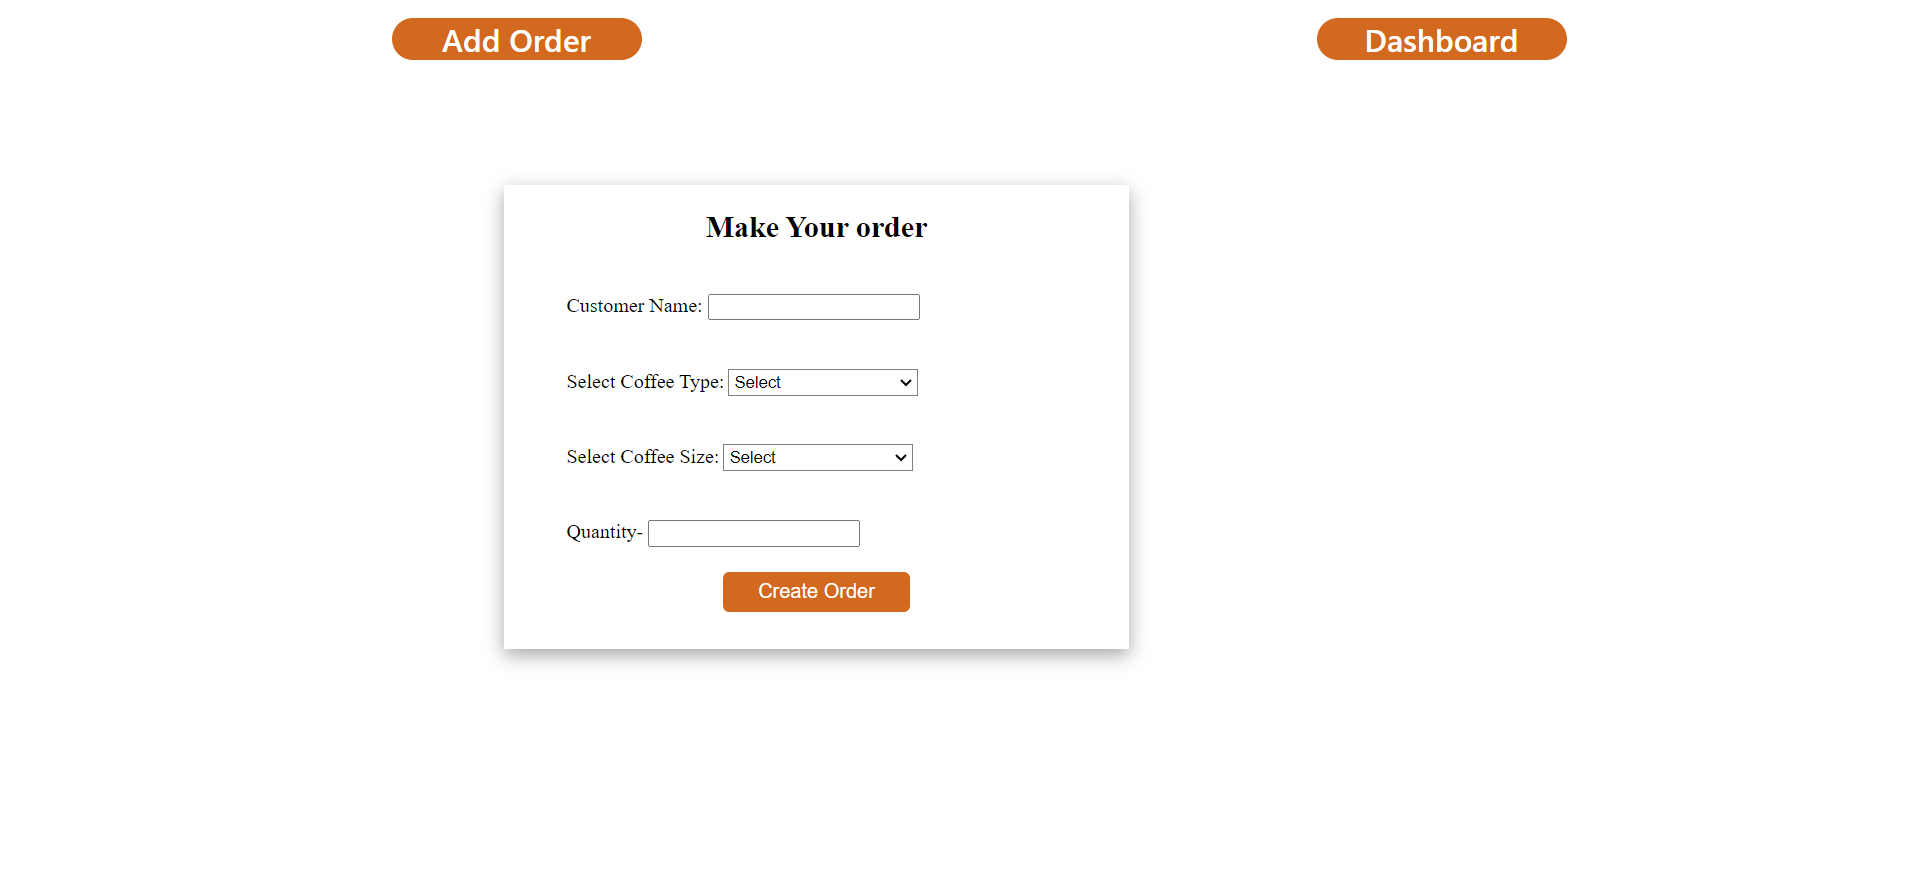 Add Order
Dashboard
Make Your order
Customer Name:
Select Coffee Type: Select
Select Coffee Size: Select
Quantity-
Create Order